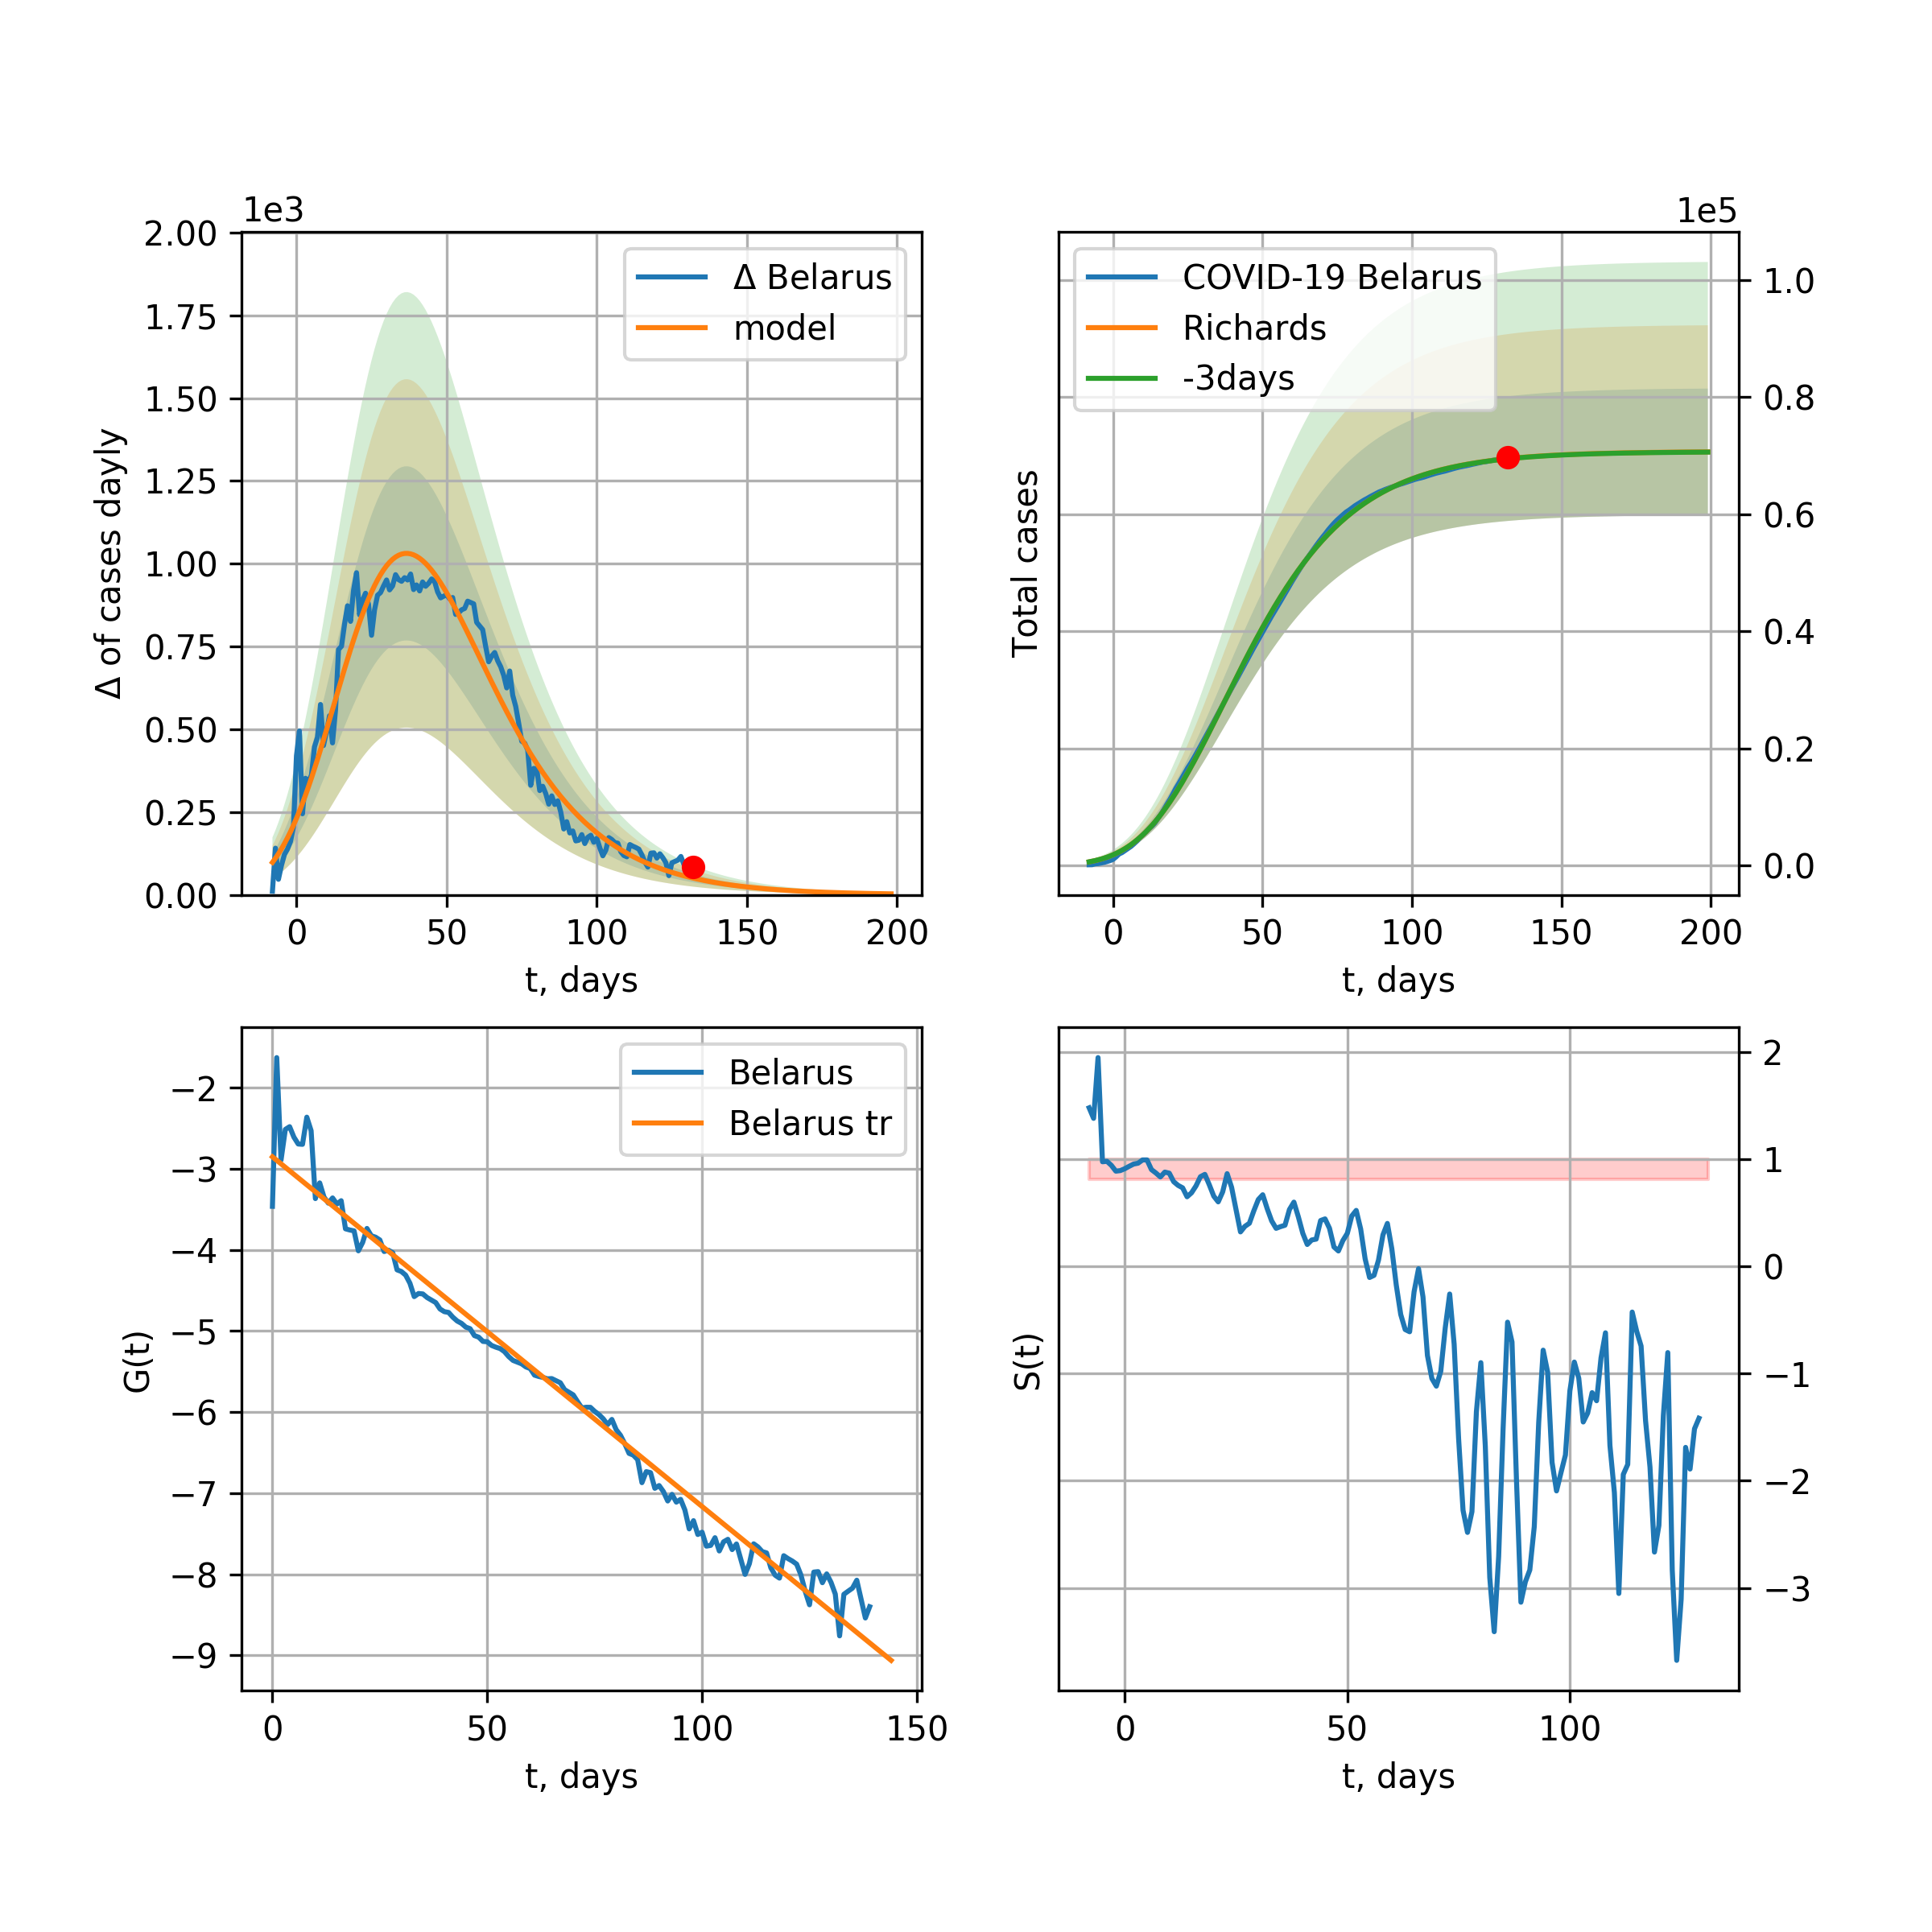 1e3
2.00
1.75
1.50
1.25
1.00
0.75
0.50
0.25
0.00
Δ of cases dayly
Δ Belarus
model
0 50 100 150 200
t, days
1e5
COVID-19 Belarus
Richards
-3days
Total cases
1.0
0.8
0.6
0.4
0.2
0.0
0 50 100 150 200
t, days
−2
−3
−4
−5
−6
−7
−8
−9
G(t)
Belarus
Belarus tr
0 50 100 150
t, days
S(t)
2
1
0
−1
−2
−3
0 50 100
t, days